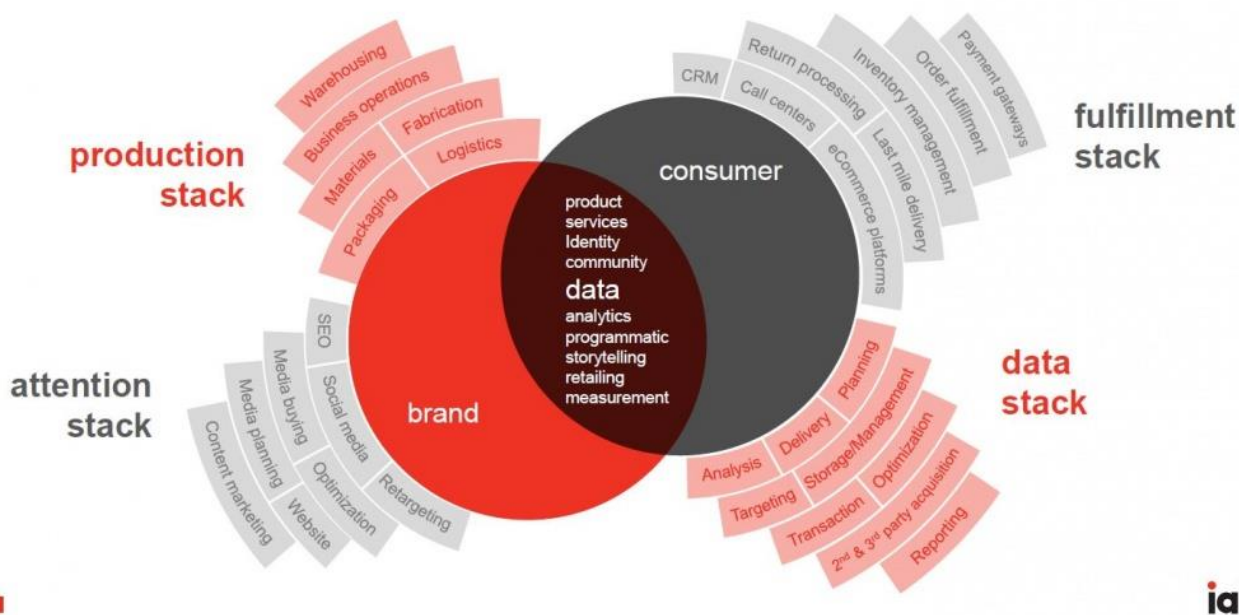 production
stack
Warehousing
Business operations
Materials
Fabrication
Packaging
Logistics
attention
stack
SEO
Media buying
Social media
Media planning
Optimization
Retargeting
Content marketing
Website
brand
consumer
product
services
Identity
community
data
analytics
programmatic
storytelling
retailing
measurement
fulfillment
stack
CRM
Return processing
Call centers
Inventory management
Last mile delivery
eCommerce platforms
Order fulfillment
Payment gateways
data
stack
Planning
Delivery
Analysis
Storage/Management
Targeting
Optimization
Transaction
2nd & 3rd party acquisition
Reporting
ia